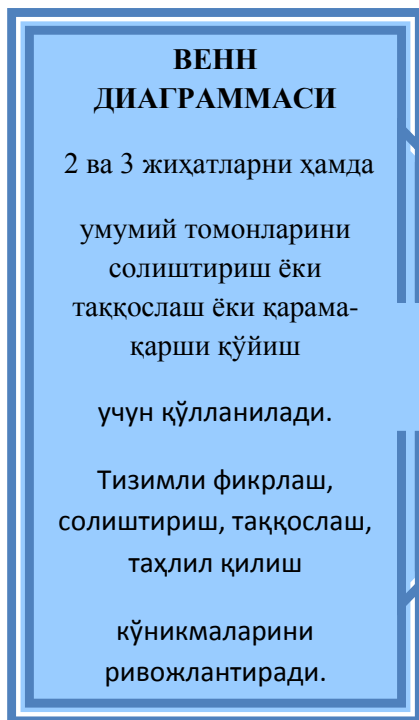 ВЕНН
ДИАГРАММАСИ
2 ва 3 жиҳатларни ҳамда
умумий томонларини
солиштириш ёки
таққослаш ёки қарама-
қарши қўйиш
учун қўлланилади.
Тизимли фикрлаш,
солиштириш, таққослаш,
таҳлил қилиш
кўникмаларини
ривожлантиради.